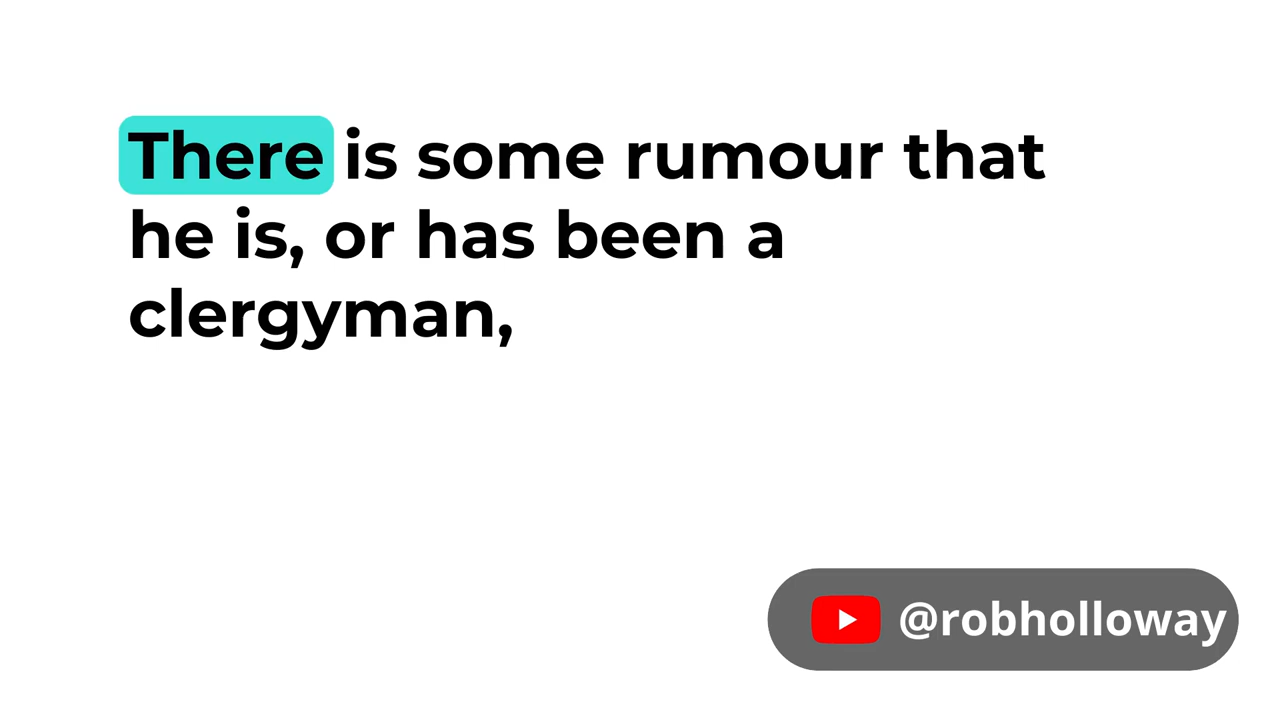 There is some rumour that
he is, or has been a
clergyman,
@robholloway